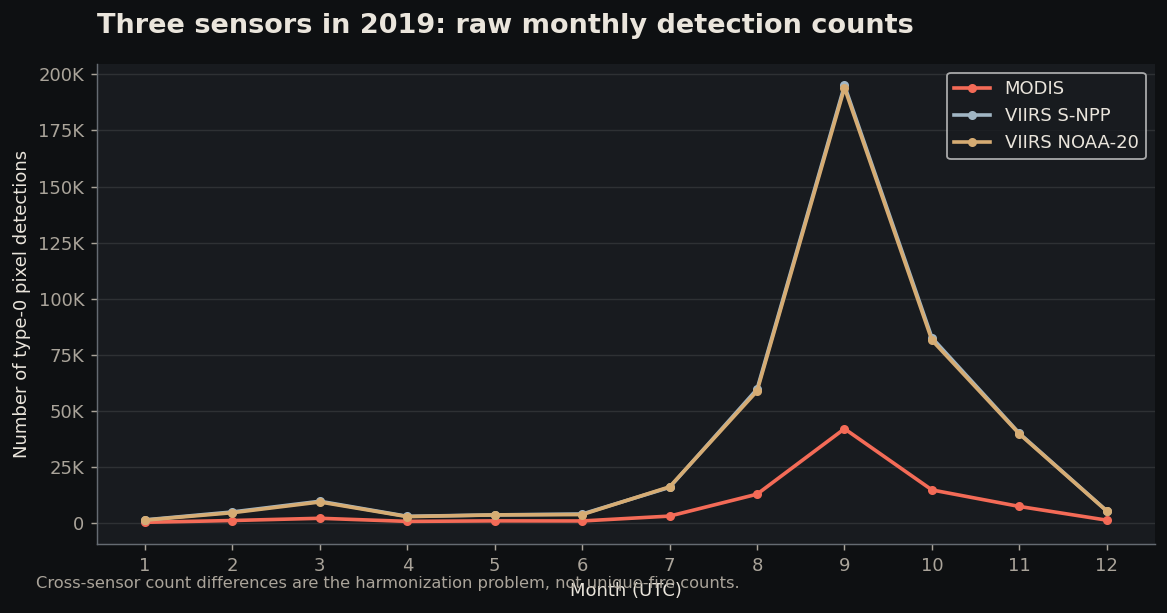 Three sensors in 2019: raw monthly detection counts
Number of type-0 pixel detections
200K
175K
150K
125K
100K
75K
50K
25K
0
MODIS
VIIRS S-NPP
VIIRS NOAA-20
1 2 3 4 5 6 7 8 9 10 11 12
Cross-sensor count differences are the harmonization problem, not unique fire counts.
Month (UTC)